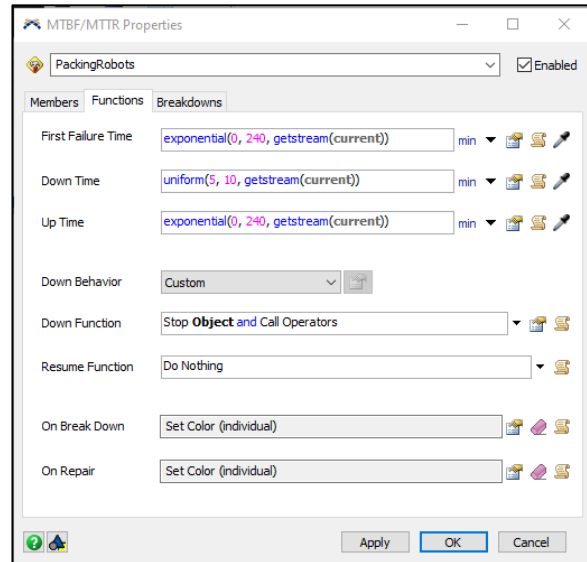 MTBF/MTTR Properties
PackingRobots
Enabled
Members Functions Breakdowns
First Failure Time exponential(0, 240, getstream(current)) min
Down Time uniform(5, 10, getstream(current)) min
Up Time exponential(0, 240, getstream(current)) min
Down Behavior Custom
Down Function Stop Object and Call Operators
Resume Function Do Nothing
On Break Down Set Color (individual)
On Repair Set Color (individual)
Apply OK Cancel